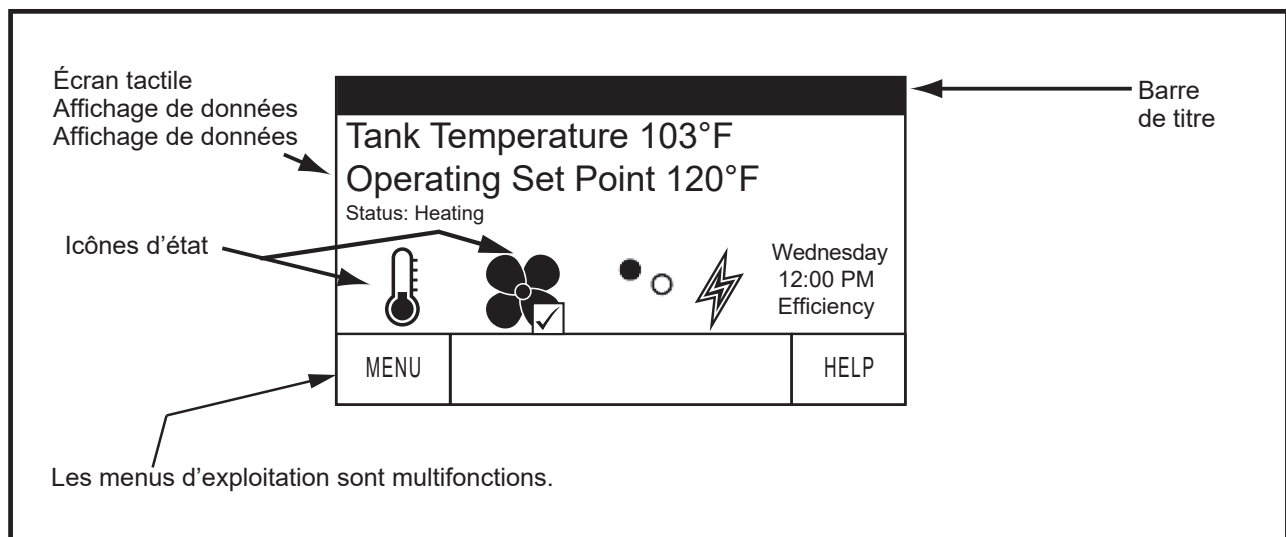 Écran tactile
Affichage de données
Affichage de données
Barre
de titre
Tank Temperature 103°F
Operating Set Point 120°F
Status: Heating
Icônes d’état
Wednesday
12:00 PM
Efficiency
MENU
HELP
Les menus d’exploitation sont multifonctions.